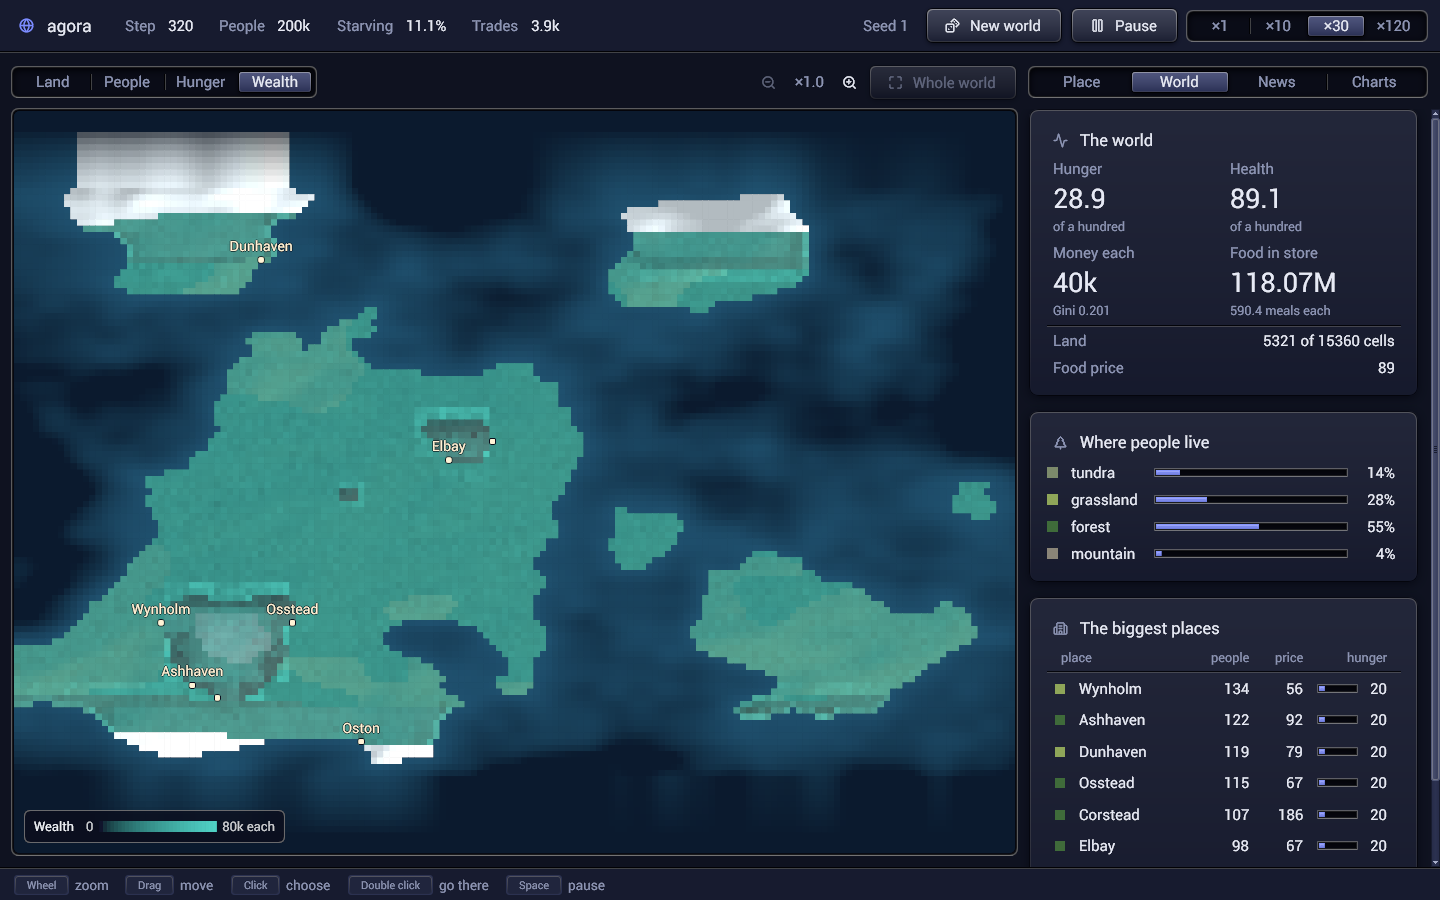 agora Step 320 People 200k Starving 11.1% Trades 3.9k Seed 1 New world Pause ×1 ×10 ×30 ×120
Land People Hunger Wealth ×1.0 Whole world Place World News Charts
Dunhaven
Elbay
Wynholm
Osstead
Ashhaven
Oston
Wealth 0 80k each
The world
Hunger Health
28.9 89.1
of a hundred of a hundred
Money each Food in store
40k 118.07M
Gini 0.201 590.4 meals each
Land 5321 of 15360 cells
Food price 89
Where people live
tundra 14%
grassland 28%
forest 55%
mountain 4%
The biggest places
place people price hunger
Wynholm 134 56 20
Ashhaven 122 92 20
Dunhaven 119 79 20
Osstead 115 67 20
Corstead 107 186 20
Elbay 98 67 20
Wheel zoom Drag move Click choose Double click go there Space pause